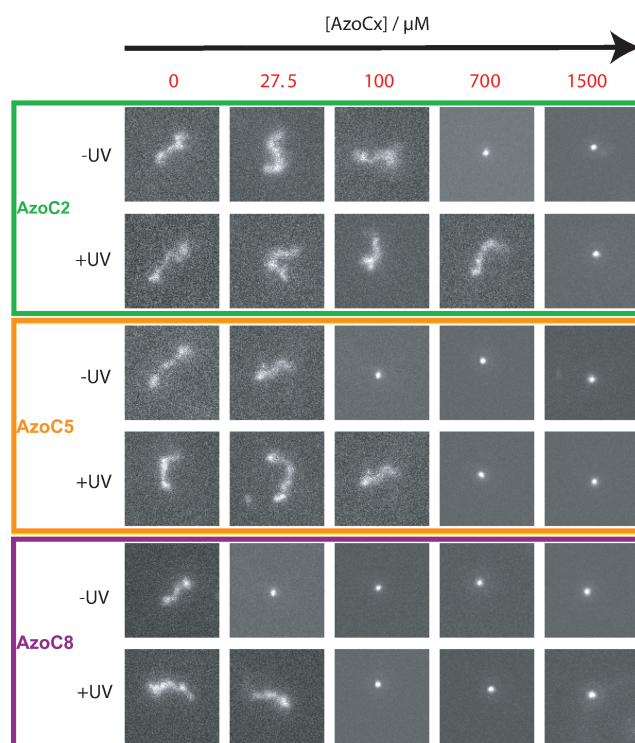 [AzoCx] / µM
0 27.5 100 700 1500
-UV
AzoC2
+UV
-UV
AzoC5
+UV
-UV
AzoC8
+UV